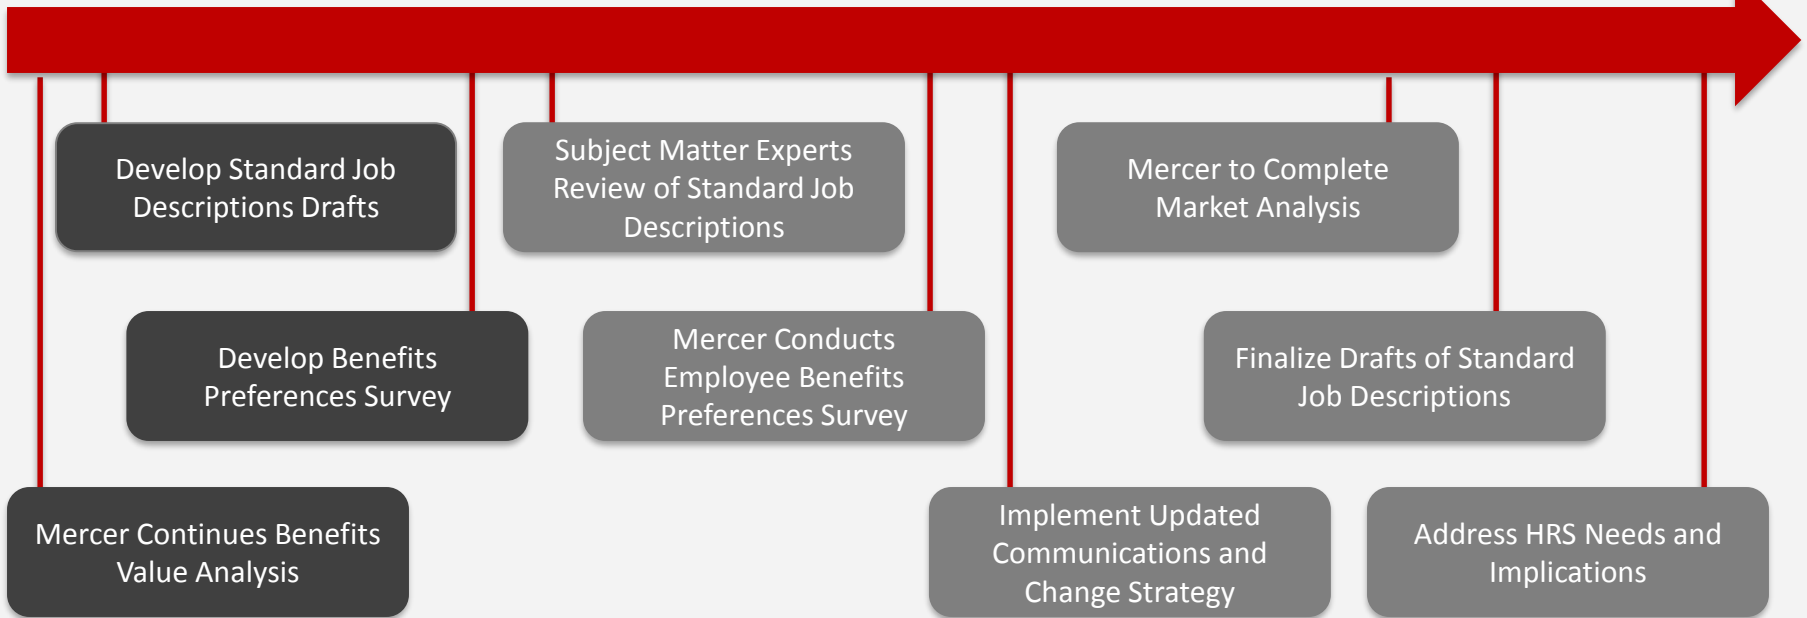 Develop Standard Job
Descriptions Drafts
Subject Matter Experts
Review of Standard Job
Descriptions
Mercer to Complete
Market Analysis
Develop Benefits
Preferences Survey
Mercer Conducts
Employee Benefits
Preferences Survey
Finalize Drafts of Standard
Job Descriptions
Mercer Continues Benefits
Value Analysis
Implement Updated
Communications and
Change Strategy
Address HRS Needs and
Implications